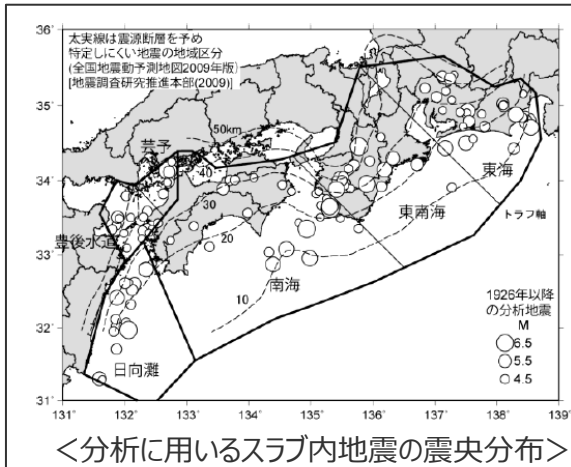 太実線は震源断層を予め
特定しにくい地震の地域区分
(全国地震動予測地図2009年版)
[地震調査研究推進本部(2009)]
36°
35°
34°
33°
32°
31°
131°
132°
133°
134°
135°
136°
137°
138°
139°
50km
40
30
20
10
芸予
豊後水道
日向灘
南海
東南海
東海
トラフ軸
1926年以降
の分析地震
M
6.5
5.5
4.5
<分析に用いるスラブ内地震の震央分布>